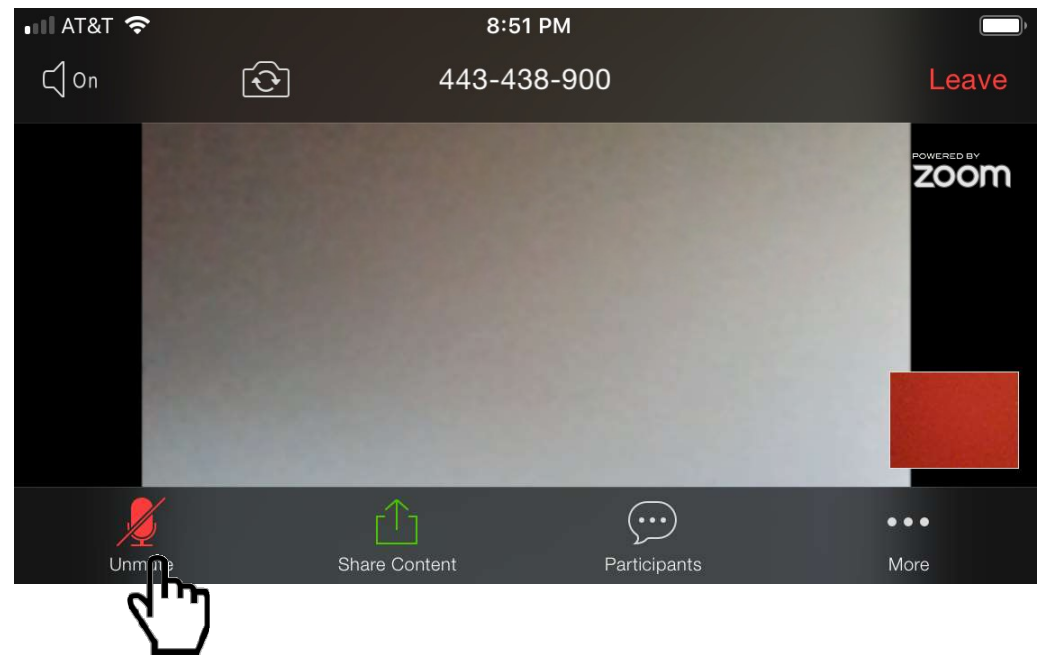 AT&T 8:51 PM
On 443-438-900 Leave
POWERED BY
zoom
Share Content Participants More